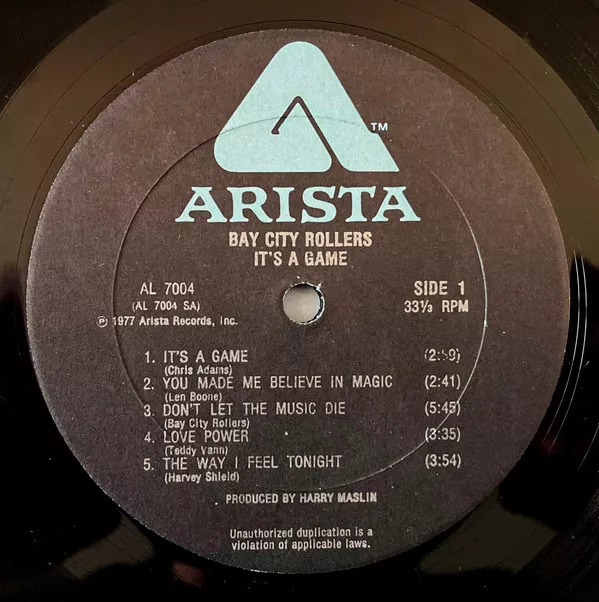 TM
ARISTA
BAY CITY ROLLERS
IT'S A GAME
AL 7004
(AL 7004 SA)
℗ 1977 Arista Records, Inc.
SIDE 1
33⅓ RPM
1. IT'S A GAME (2:59)
(Chris Adams)
2. YOU MADE ME BELIEVE IN MAGIC (2:41)
(Len Boone)
3. DON'T LET THE MUSIC DIE (5:45)
(Bay City Rollers)
4. LOVE POWER (3:35)
(Teddy Vann)
5. THE WAY I FEEL TONIGHT (3:54)
(Harvey Shield)
PRODUCED BY HARRY MASLIN
Unauthorized duplication is a
violation of applicable laws.